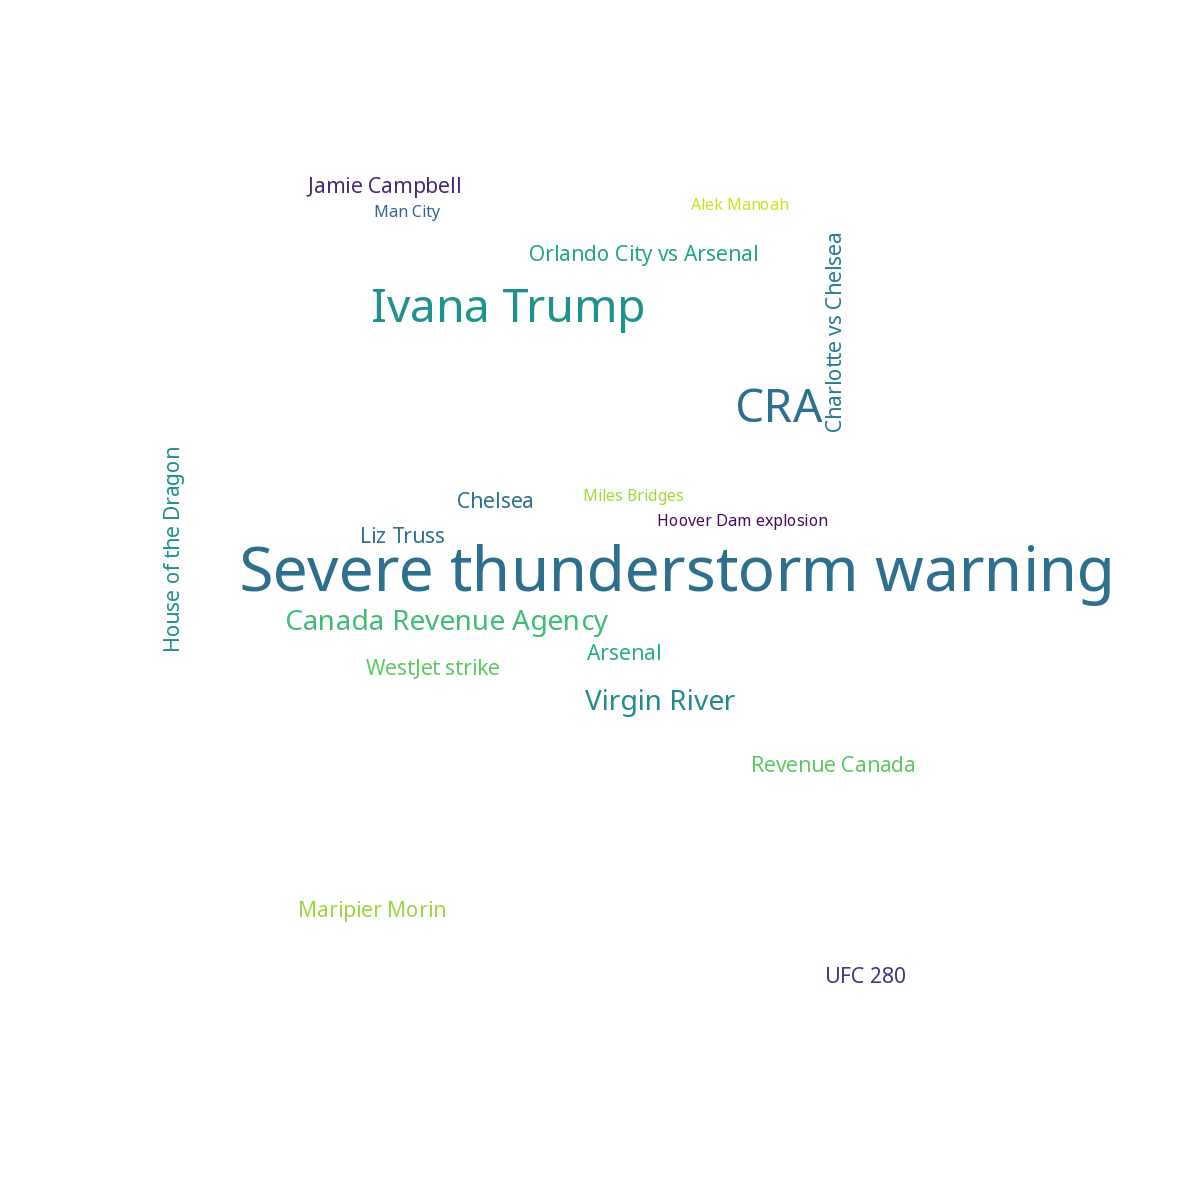 Jamie Campbell
Man City
Alek Manoah
Orlando City vs Arsenal
Ivana Trump
Charlotte vs Chelsea
CRA
House of the Dragon
Chelsea
Miles Bridges
Hoover Dam explosion
Liz Truss
Severe thunderstorm warning
Canada Revenue Agency
Arsenal
WestJet strike
Virgin River
Revenue Canada
Maripier Morin
UFC 280